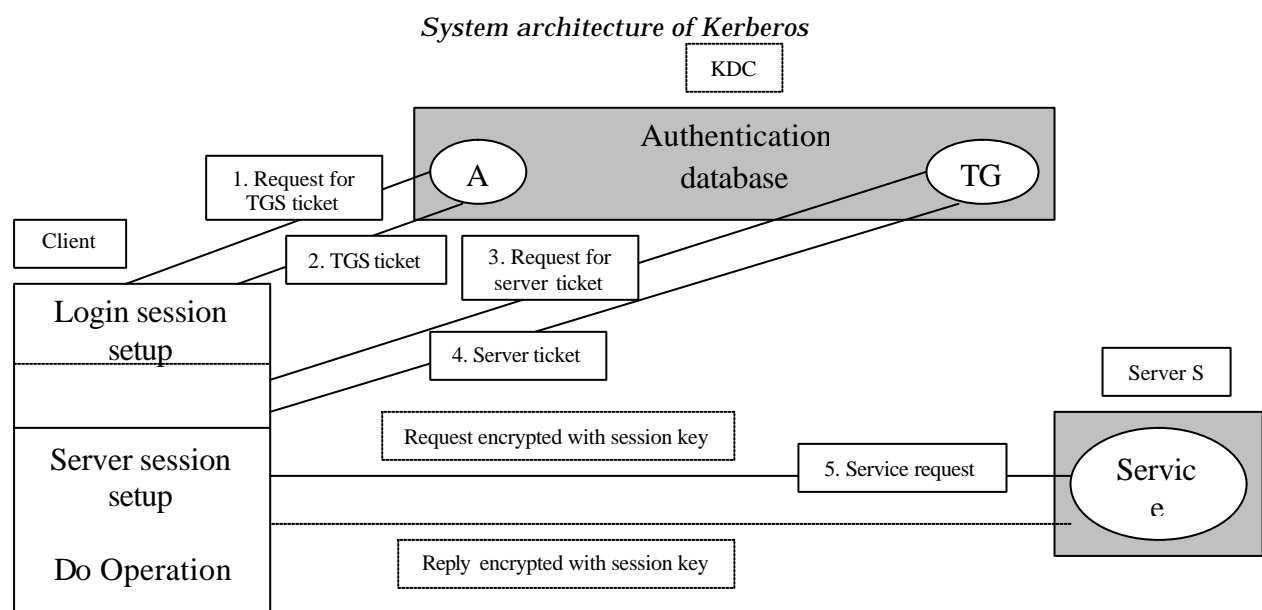 System architecture of Kerberos
KDC
Authentication
database
A
TG
1. Request for
TGS ticket
Client
2. TGS ticket
3. Request for
server ticket
Login session
setup
4. Server ticket
Server S
Request encrypted with session key
Server session
setup
5. Service request
Servic
e
Do Operation
Reply encrypted with session key